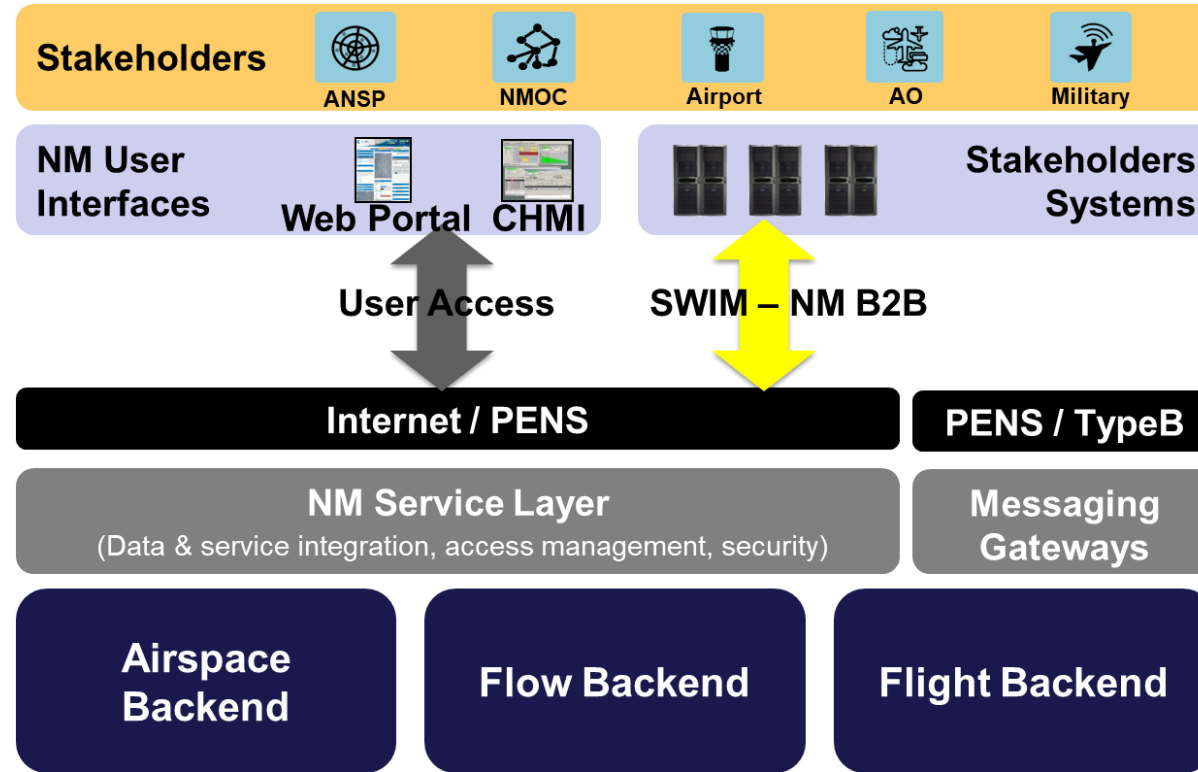 Stakeholders
ANSP
NMOC
Airport
AO
Military
NM User
Interfaces
Web Portal
CHMI
Stakeholders
Systems
User Access
SWIM – NM B2B
Internet / PENS
PENS / TypeB
NM Service Layer
(Data & service integration, access management, security)
Messaging
Gateways
Airspace
Backend
Flow Backend
Flight Backend